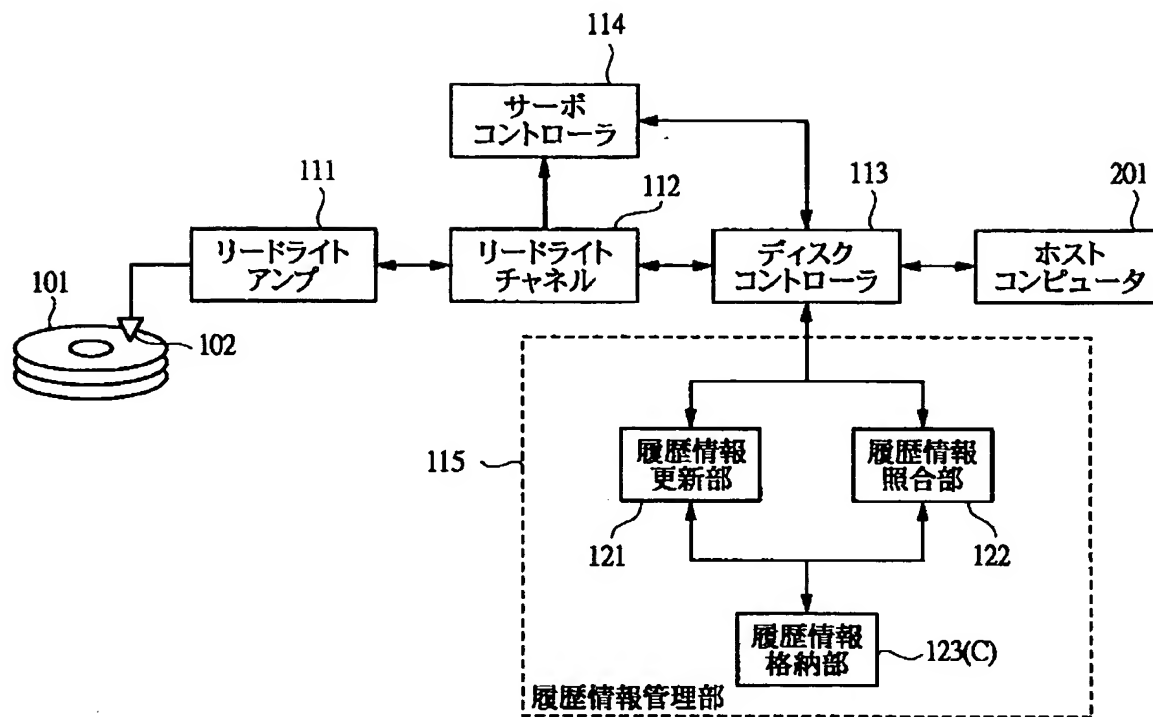 114
サーボ
コントローラ
111
112
113
201
リードライト
アンプ
リードライト
チャネル
ディスク
コントローラ
ホスト
コンピュータ
101
102
115
履歴情報
更新部
履歴情報
照合部
121
122
履歴情報
格納部
123(C)
履歴情報管理部